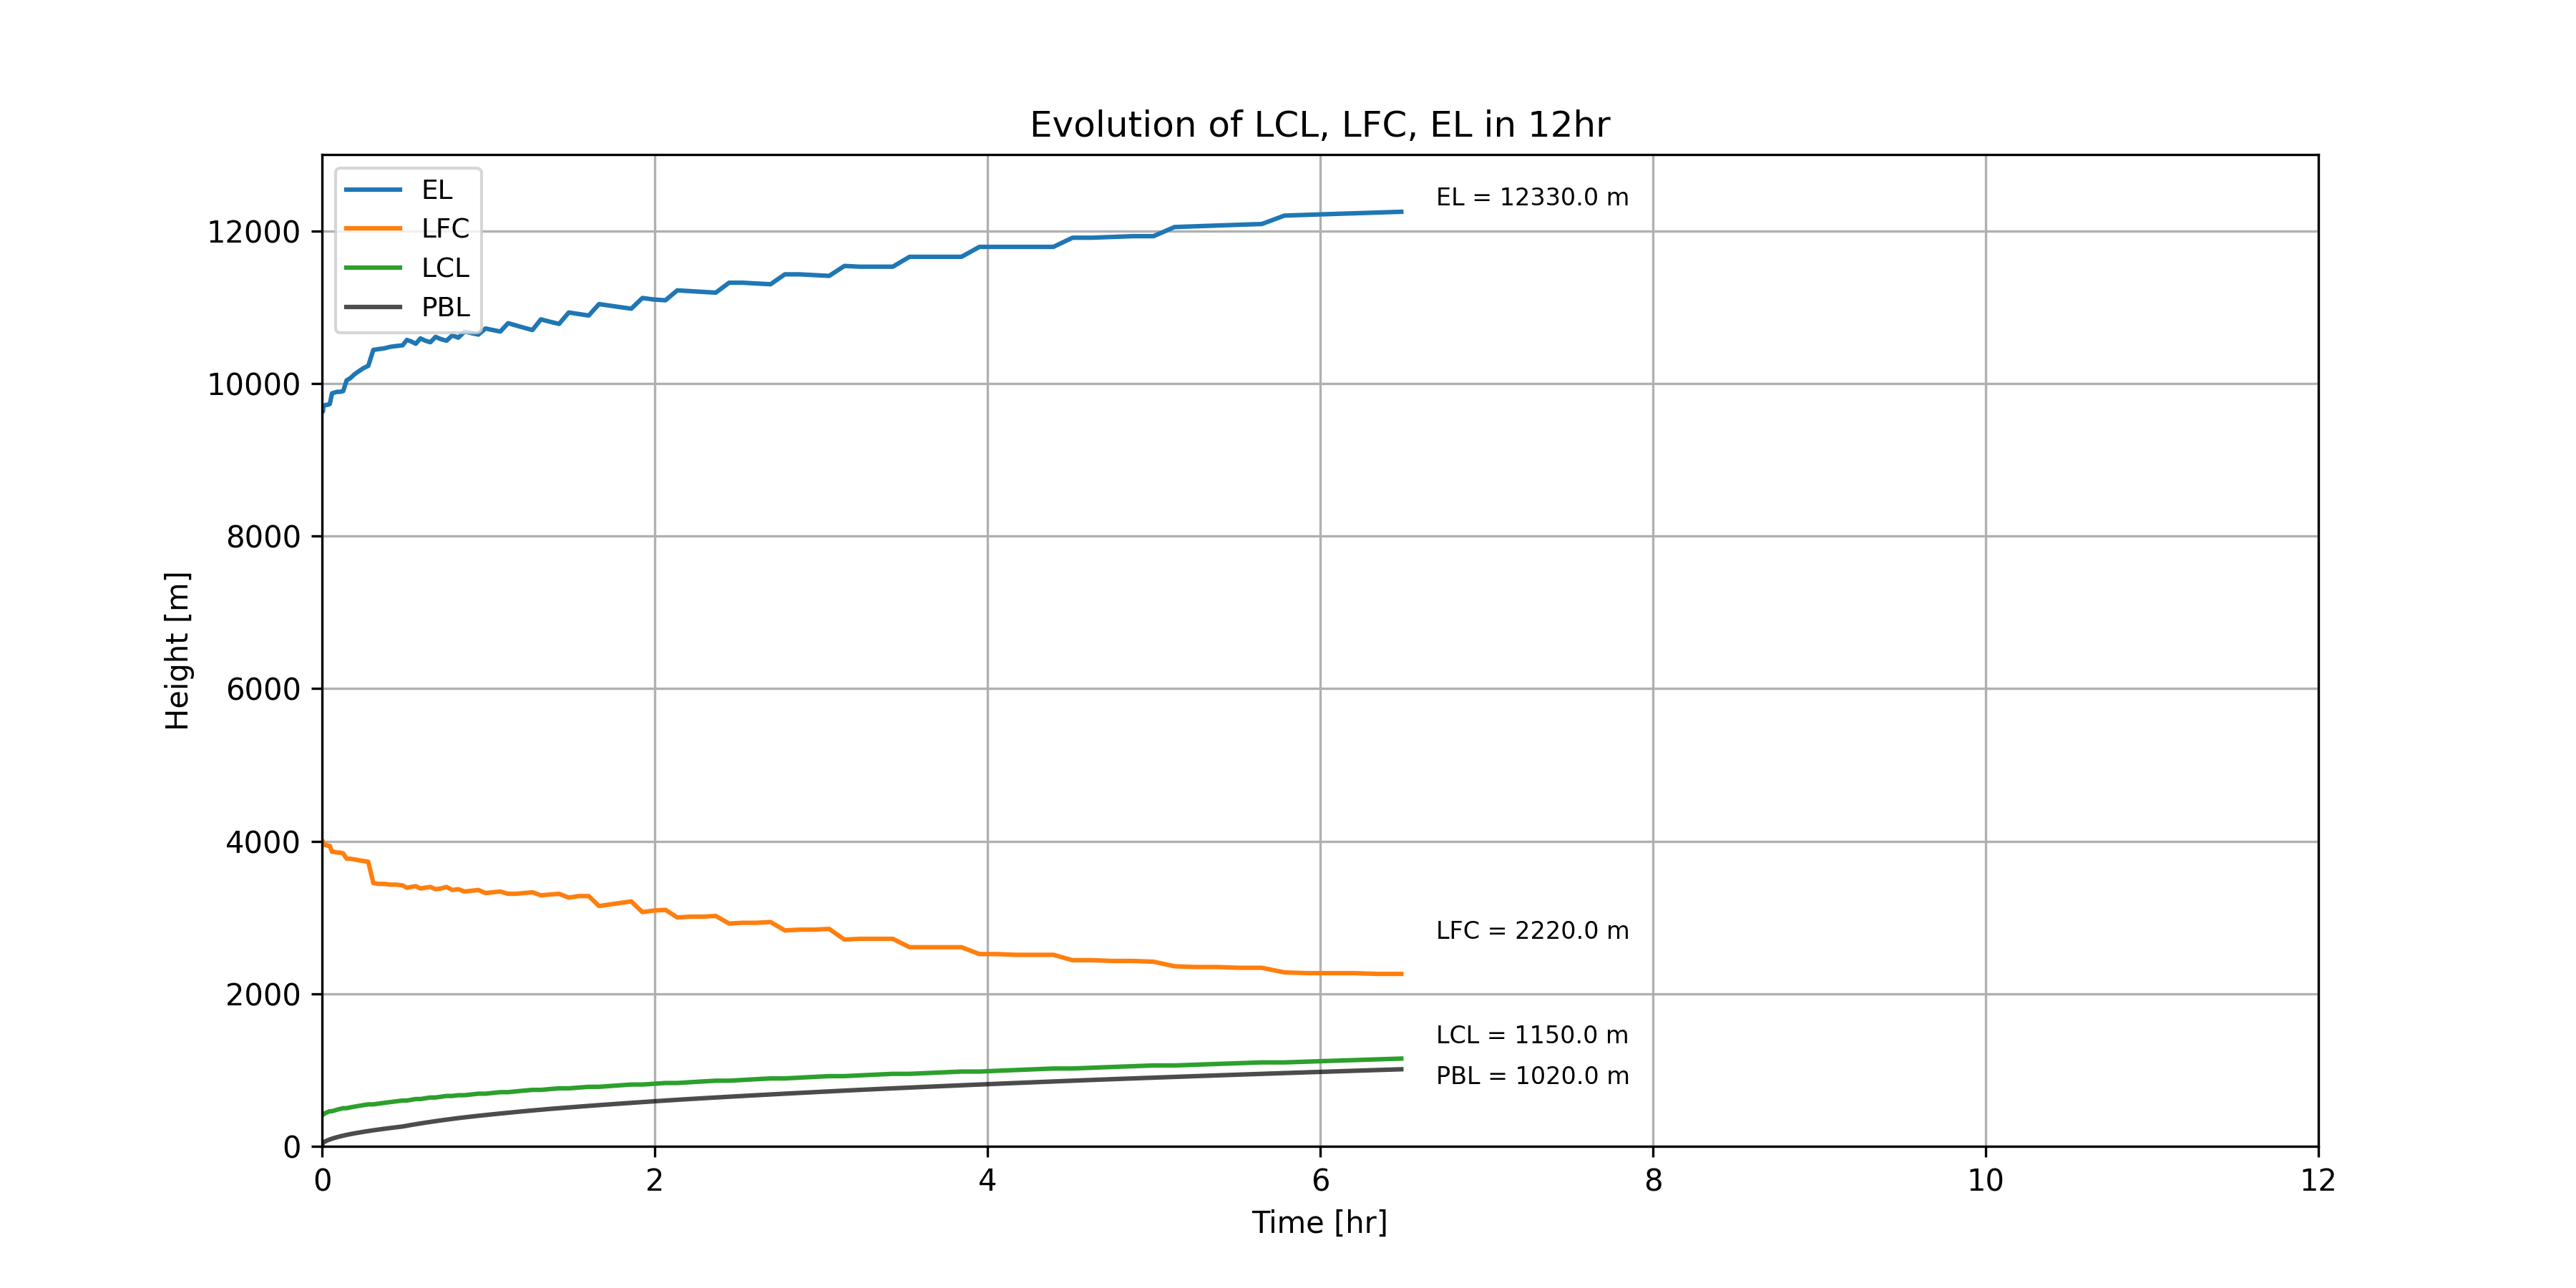 Evolution of LCL, LFC, EL in 12hr
EL
LFC
LCL
PBL
EL = 12330.0 m
LFC = 2220.0 m
LCL = 1150.0 m
PBL = 1020.0 m
Height [m]
12000
10000
8000
6000
4000
2000
0
0 2 4 6 8 10 12
Time [hr]